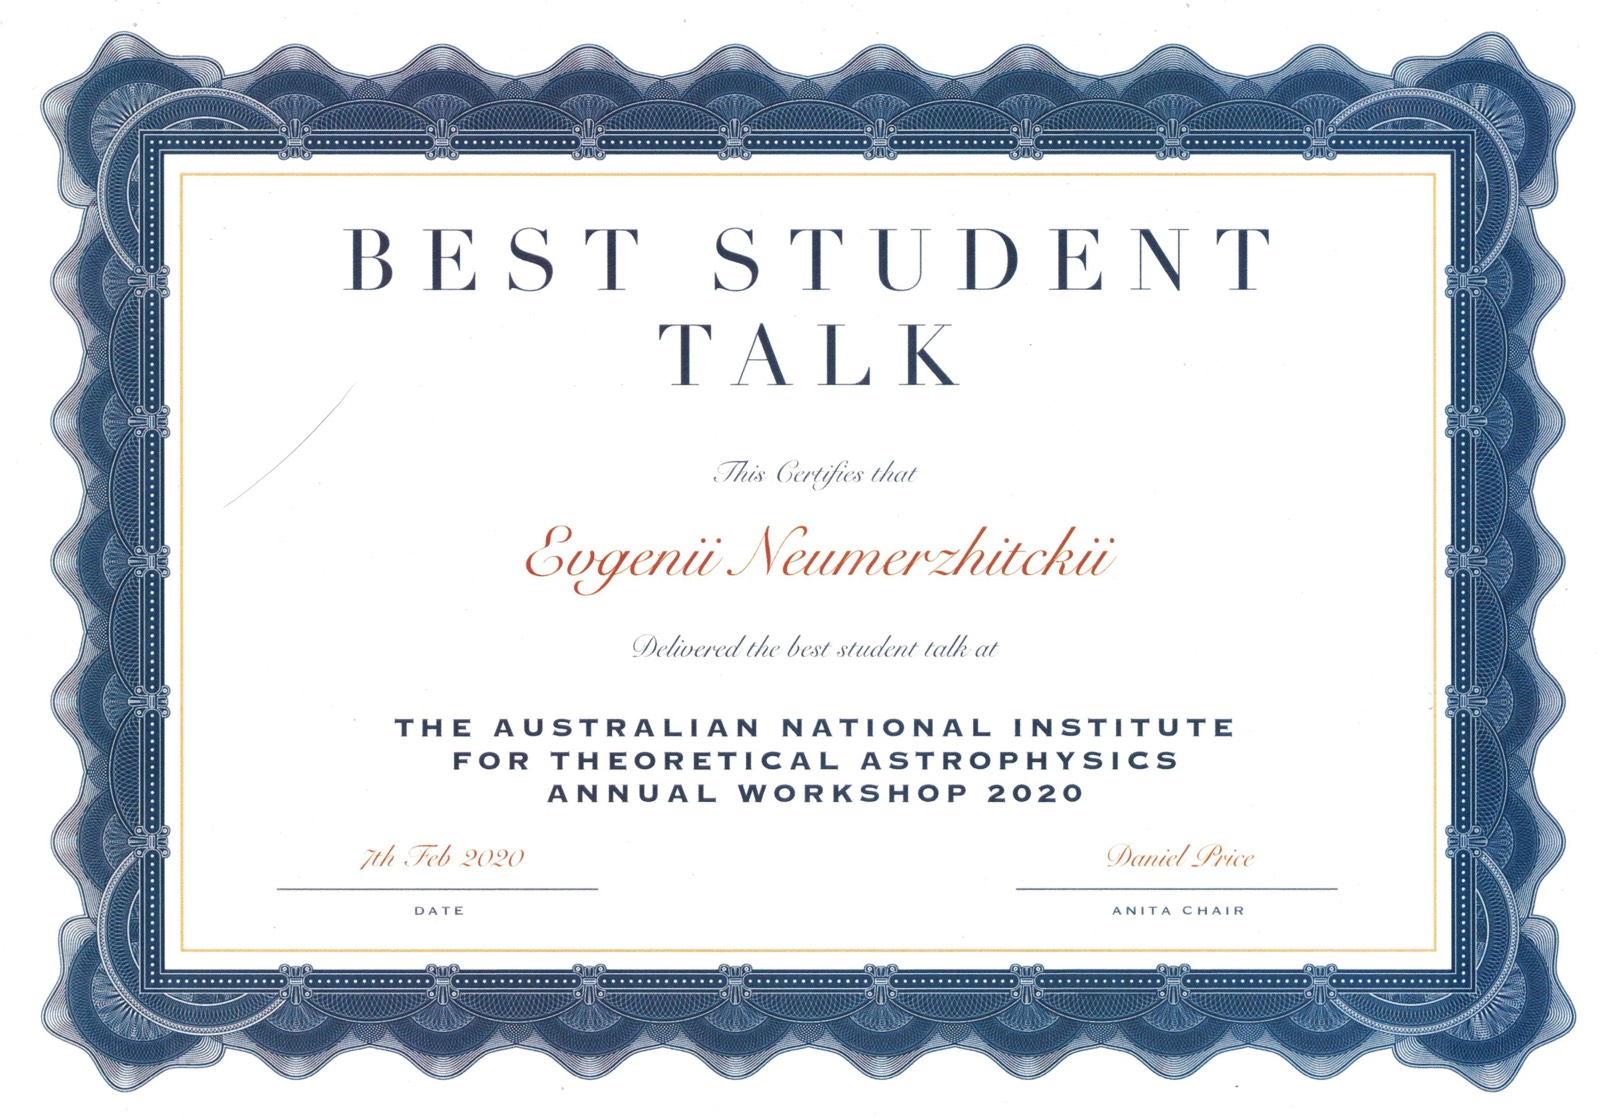 BEST STUDENT
TALK
This Certifies that
Evgenii Neumerzhitckii
Delivered the best student talk at
THE AUSTRALIAN NATIONAL INSTITUTE
FOR THEORETICAL ASTROPHYSICS
ANNUAL WORKSHOP 2020
7th Feb 2020
Daniel Price
DATE
ANITA CHAIR